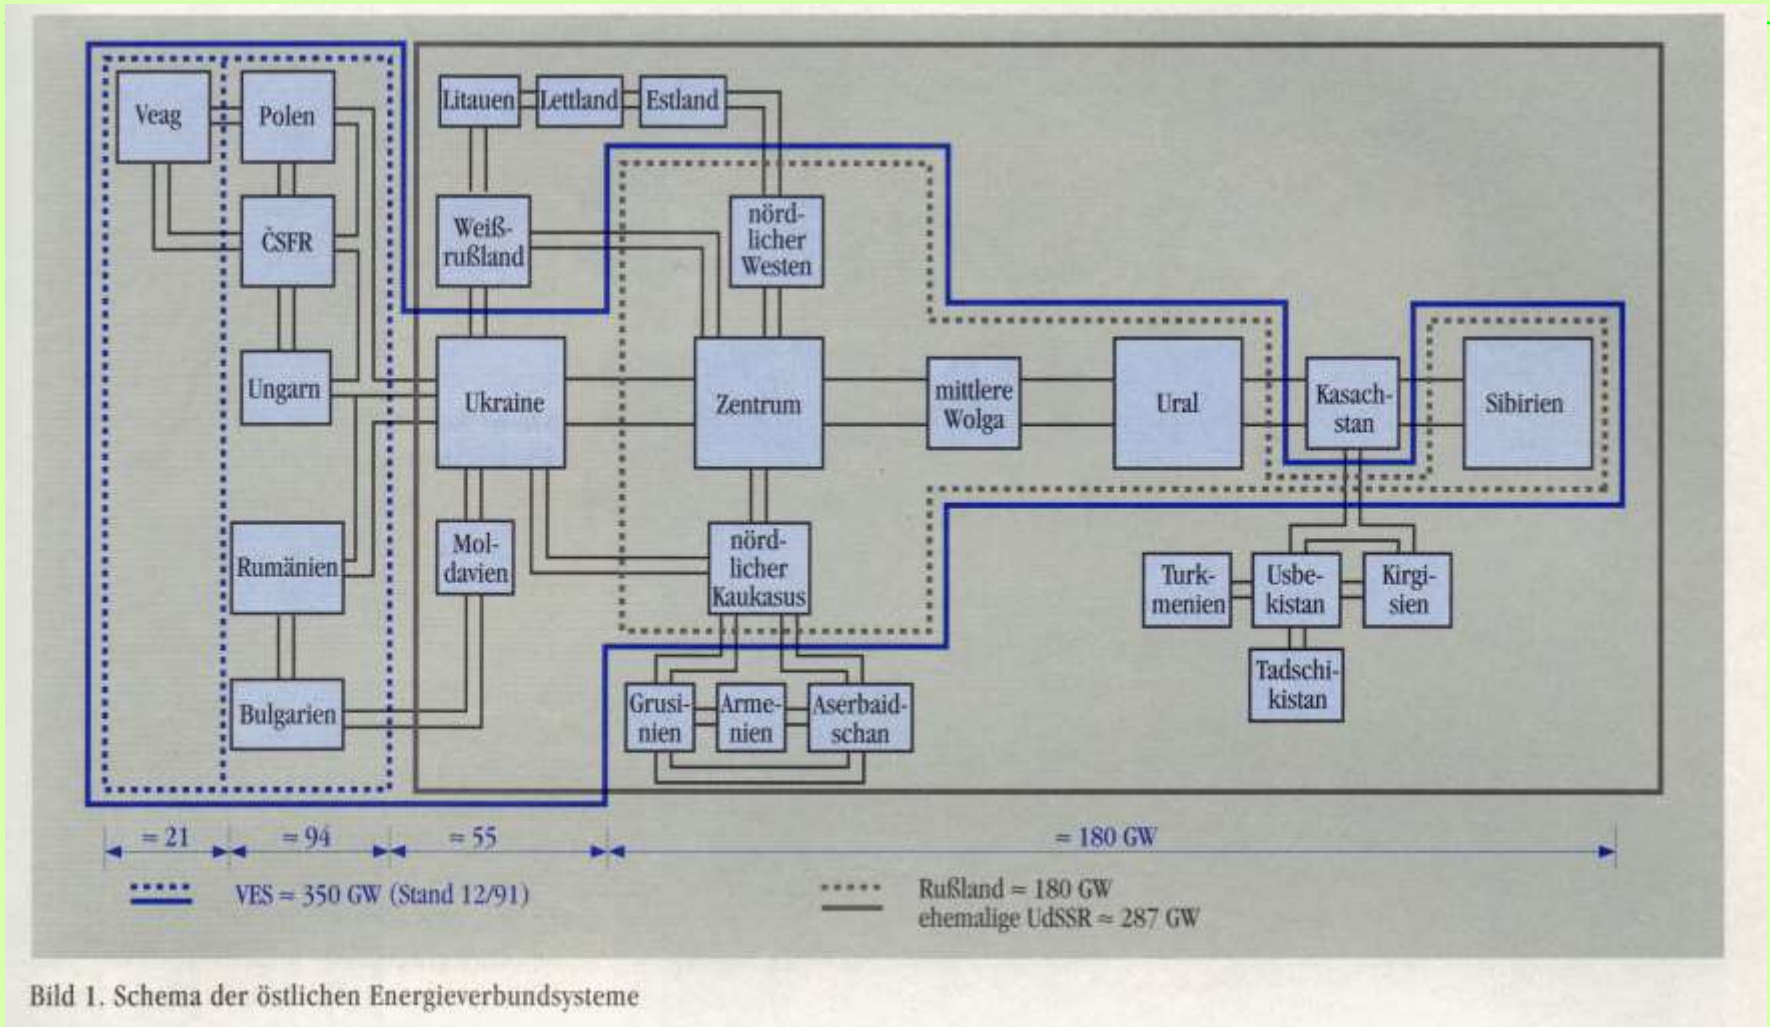 Veag
Polen
Litauen
Lettland
Estland
ČSFR
Weiß-
rußland
nörd-
licher
Westen
Ungarn
Ukraine
Zentrum
mittlere
Wolga
Ural
Kasach-
stan
Sibirien
Rumänien
Mol-
davien
nörd-
licher
Kaukasus
Turk-
menien
Usbe-
kistan
Kirgi-
sien
Tadschi-
kistan
Bulgarien
Grusi-
nien
Arme-
nien
Aserbaid-
schan
≈ 21
≈ 94
≈ 55
≈ 180 GW
VES ≈ 350 GW (Stand 12/91)
Rußland ≈ 180 GW
ehemalige UdSSR ≈ 287 GW
Bild 1. Schema der östlichen Energieverbundsysteme